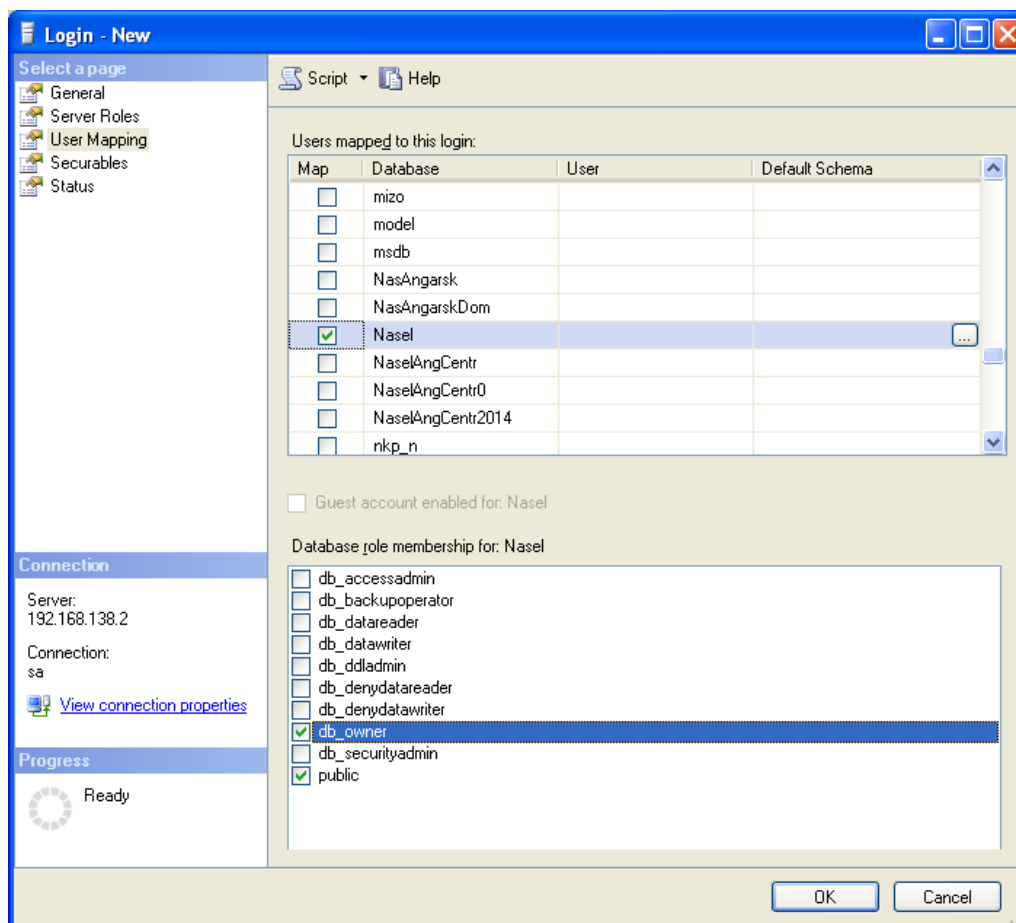 Login - New
Select a page
General
Server Roles
User Mapping
Securables
Status
Script Help
Users mapped to this login:
Map Database User Default Schema
mizo
model
msdb
NasAngarsk
NasAngarskDom
Nasel ...
NaselAngCentr
NaselAngCentr0
NaselAngCentr2014
nkp_n
Guest account enabled for: Nasel
Database role membership for: Nasel
db_accessadmin
db_backupoperator
db_datareader
db_datawriter
db_ddladmin
db_denydatareader
db_denydatawriter
db_owner
db_securityadmin
public
Connection
Server:
192.168.138.2
Connection:
sa
View connection properties
Progress
Ready
OK Cancel